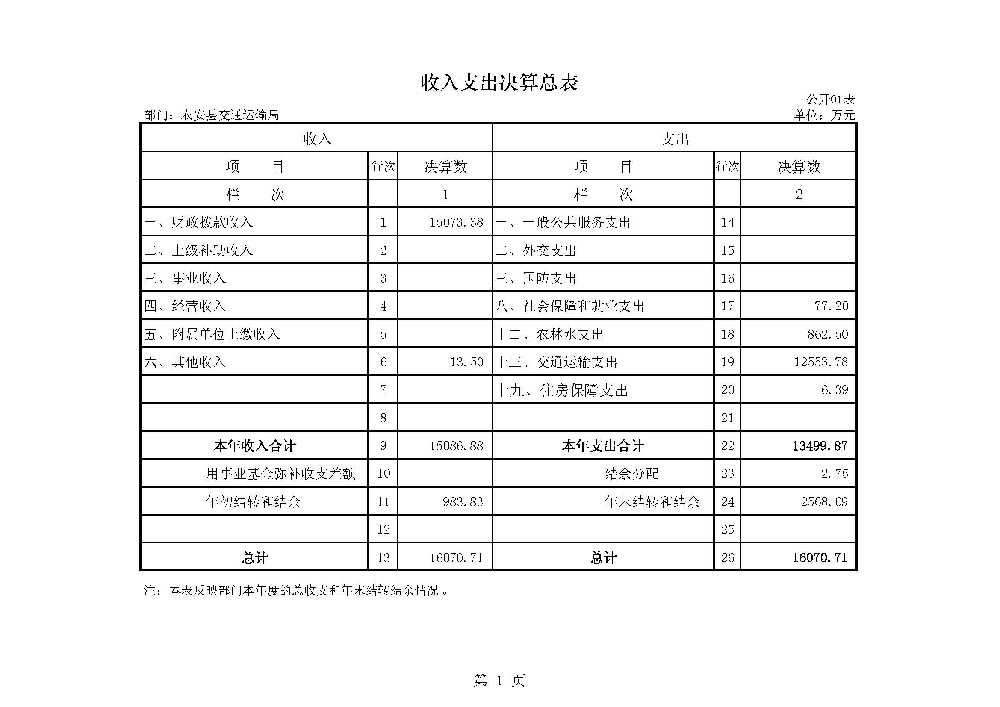 收入支出决算总表
公开01表
部门：农安县交通运输局 单位：万元
收入 支出
项 目 行次 决算数 项 目 行次 决算数
栏 次 1 栏 次 2
一、财政拨款收入 1 15073.38 一、一般公共服务支出 14
二、上级补助收入 2 二、外交支出 15
三、事业收入 3 三、国防支出 16
四、经营收入 4 八、社会保障和就业支出 17 77.20
五、附属单位上缴收入 5 十二、农林水支出 18 862.50
六、其他收入 6 13.50 十三、交通运输支出 19 12553.78
7 十九、住房保障支出 20 6.39
8 21
本年收入合计 9 15086.88 本年支出合计 22 13499.87
用事业基金弥补收支差额 10 结余分配 23 2.75
年初结转和结余 11 983.83 年末结转和结余 24 2568.09
12 25
总计 13 16070.71 总计 26 16070.71
注：本表反映部门本年度的总收支和年末结转结余情况。
第 1 页